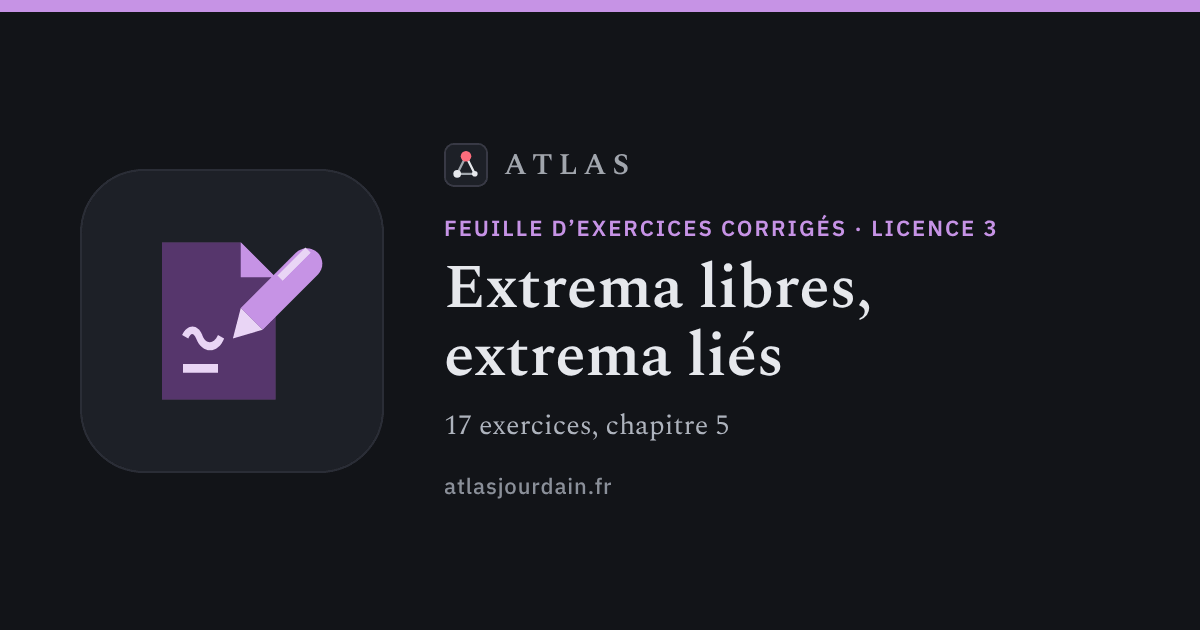 ATLAS
FEUILLE D’EXERCICES CORRIGÉS · LICENCE 3
Extrema libres,
extrema liés
17 exercices, chapitre 5
atlasjourdain.fr